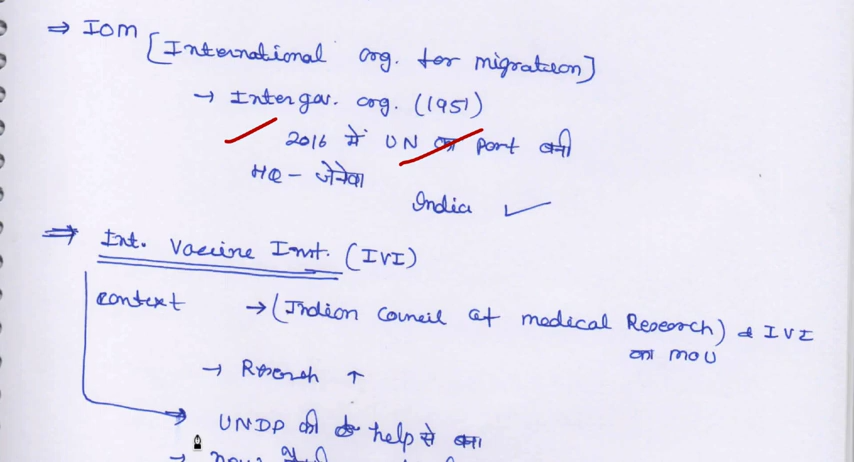 ⇒ IOM [International org. for migration]
→ Intergov. org. (1951)
2016 में UN का part बनी
HQ - जेनेवा
India ✓
⇒ Int. Vaccine Inst. (IVI)
context → (Indian Council of medical Research) & IVI
का MOU
→ Research ↑
→ UNDP की help से बना
→